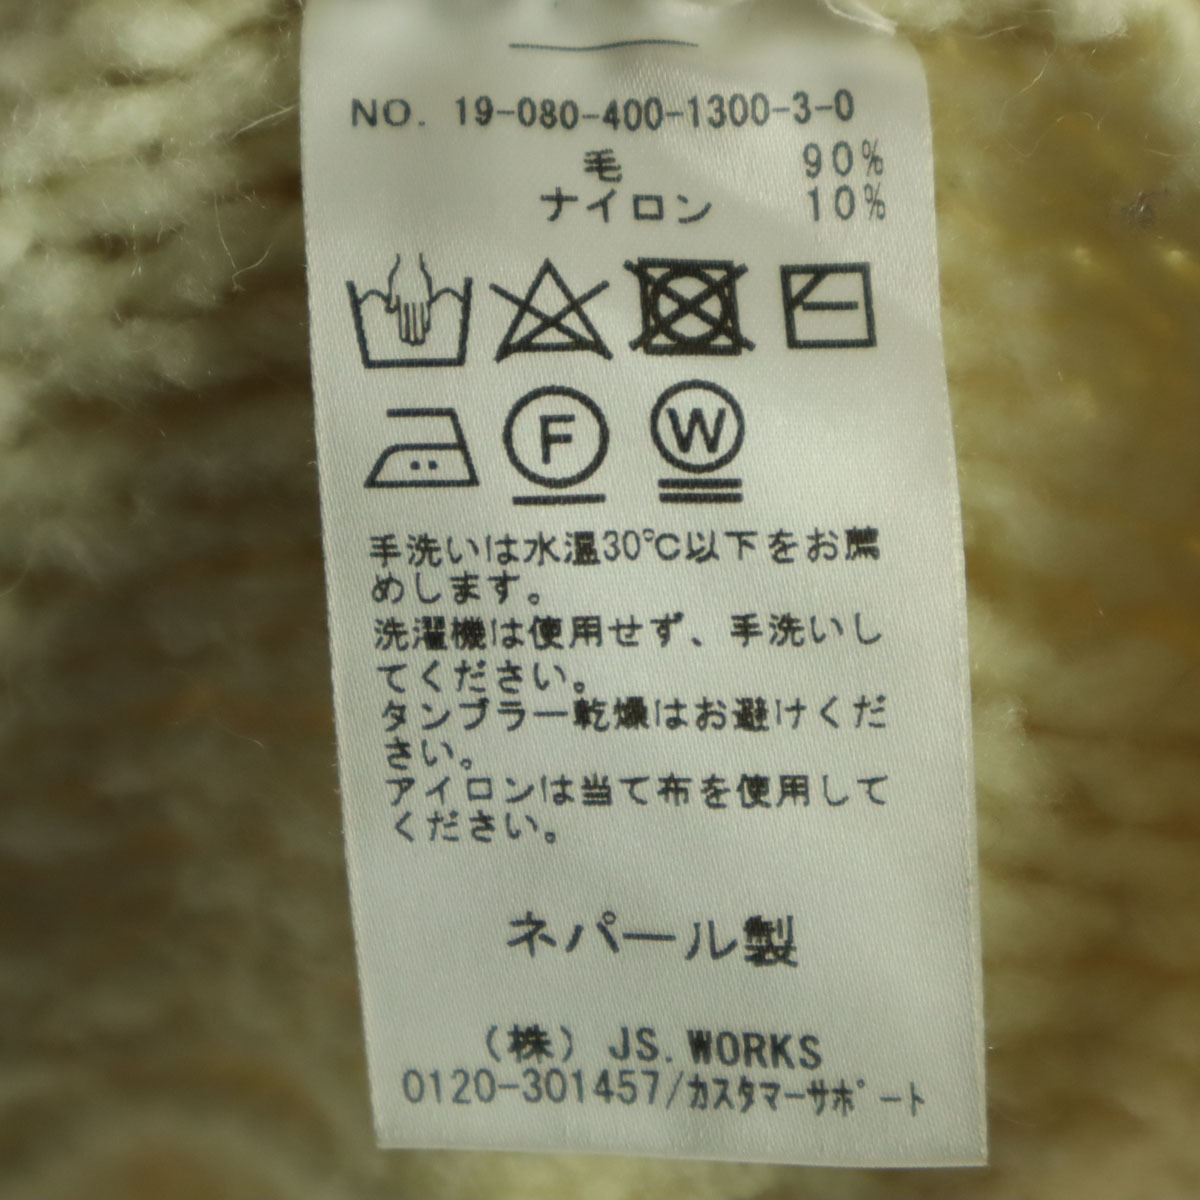 NO. 19-080-400-1300-3-0
毛 90%
ナイロン 10%
F W
手洗いは水温30℃以下をお薦
めします。
洗濯機は使用せず、手洗いし
てください。
タンブラー乾燥はお避けくだ
さい。
アイロンは当て布を使用して
ください。
ネパール製
(株) JS.WORKS
0120-301457/カスタマーサポート